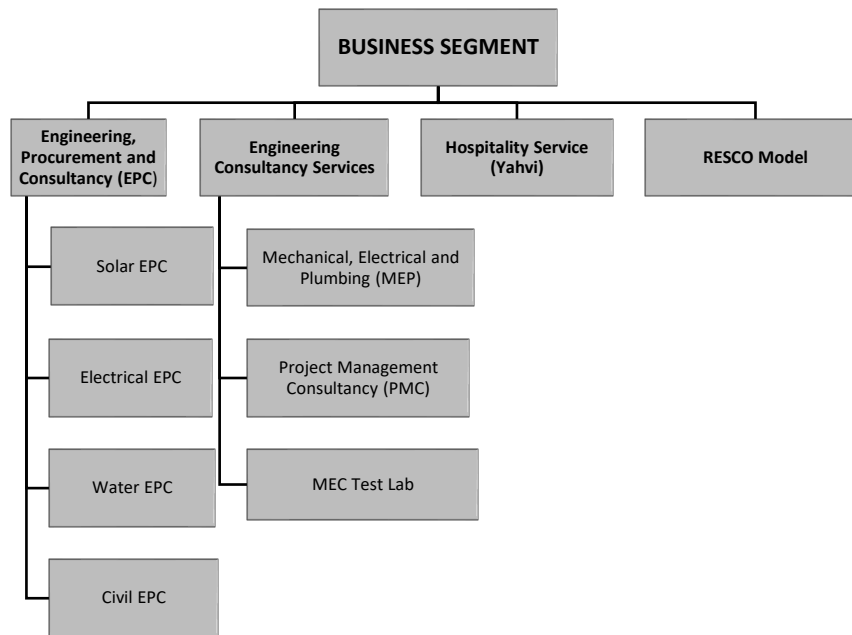 BUSINESS SEGMENT
Engineering,
Procurement and
Consultancy (EPC)
Engineering
Consultancy Services
Hospitality Service
(Yahvi)
RESCO Model
Solar EPC
Mechanical, Electrical and
Plumbing (MEP)
Electrical EPC
Project Management
Consultancy (PMC)
Water EPC
MEC Test Lab
Civil EPC